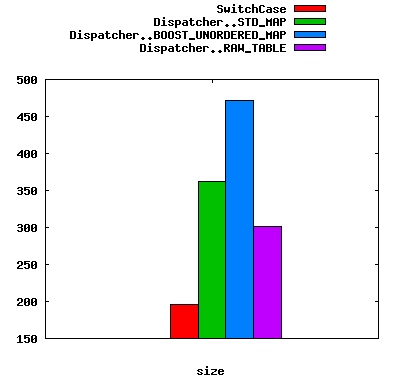 SwitchCase
Dispatcher..STD_MAP
Dispatcher..BOOST_UNORDERED_MAP
Dispatcher..RAW_TABLE
500
450
400
350
300
250
200
150
size